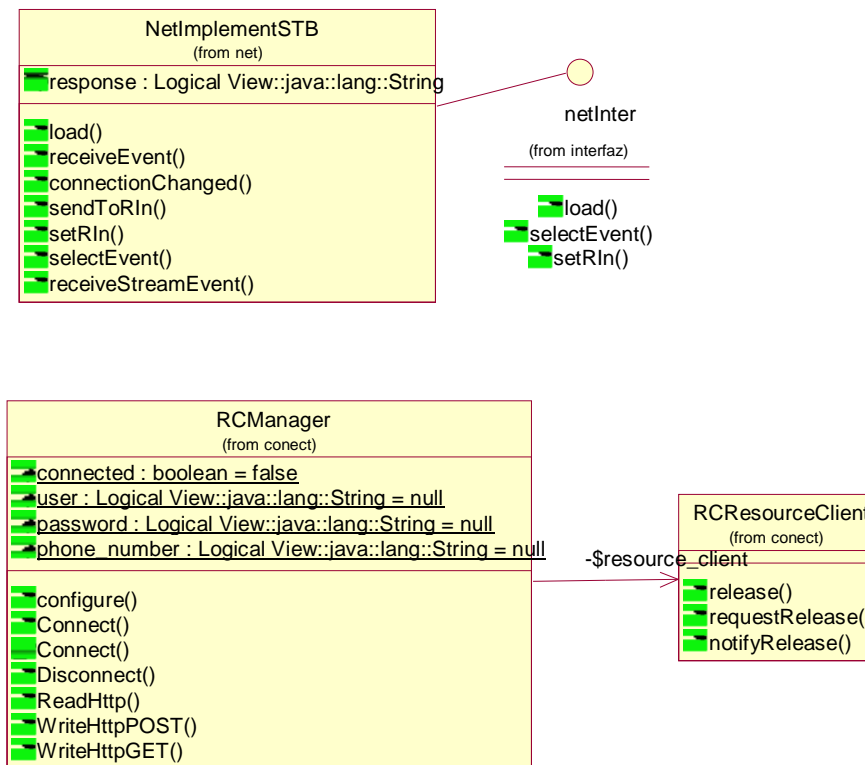 NetImplementSTB
(from net)
response : Logical View::java::lang::String
load()
receiveEvent()
connectionChanged()
sendToRIn()
setRIn()
selectEvent()
receiveStreamEvent()
netInter
(from interfaz)
load()
selectEvent()
setRIn()
RCManager
(from conect)
connected : boolean = false
user : Logical View::java::lang::String = null
password : Logical View::java::lang::String = null
phone_number : Logical View::java::lang::String = null
configure()
Connect()
Connect()
Disconnect()
ReadHttp()
WriteHttpPOST()
WriteHttpGET()
-$resource_client
RCResourceClient
(from conect)
release()
requestRelease(
notifyRelease()